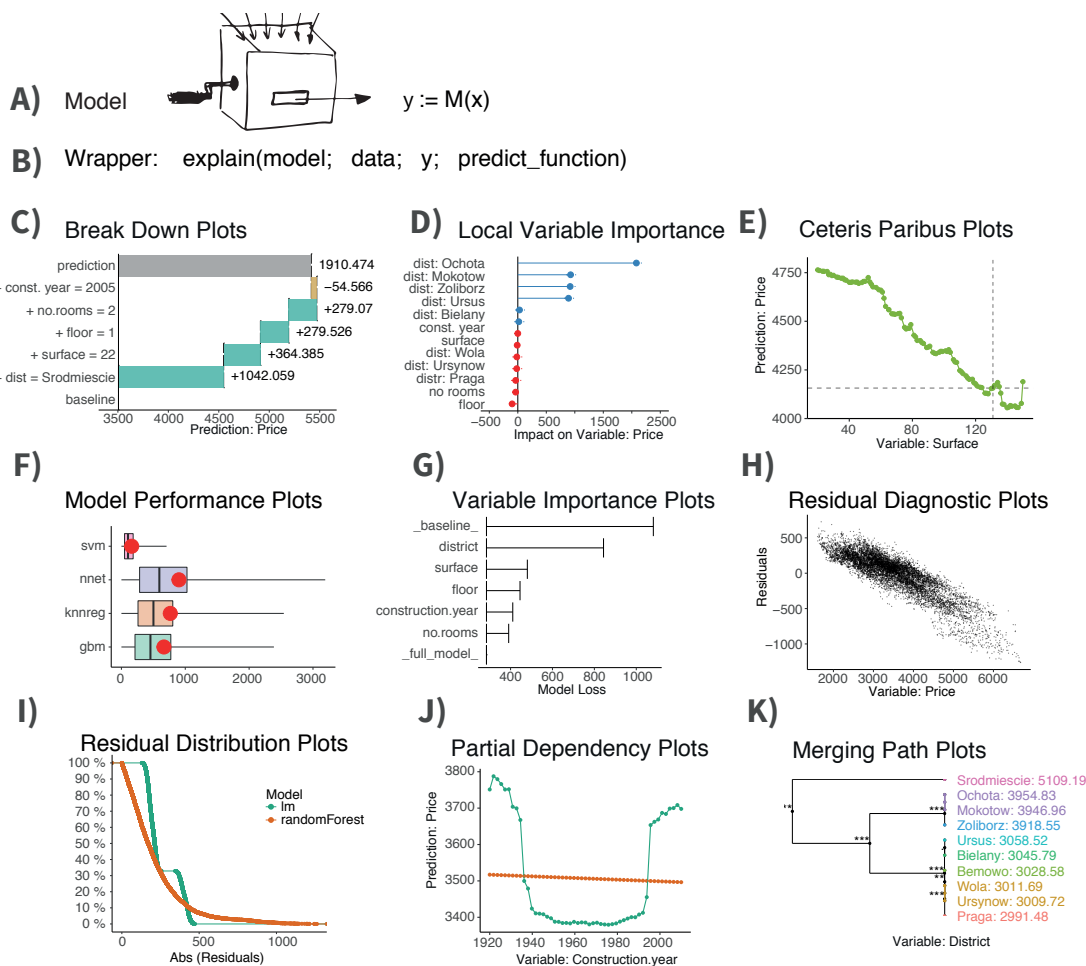 A) Model y := M(x)
B) Wrapper: explain(model; data; y; predict_function)
C) Break Down Plots
prediction 1910.474
- const. year = 2005 −54.566
+ no.rooms = 2 +279.07
+ floor = 1 +279.526
+ surface = 22 +364.385
- dist = Srodmiescie +1042.059
baseline
3500 4000 4500 5000 5500
Prediction: Price
D) Local Variable Importance
dist: Ochota
dist: Mokotow
dist: Zoliborz
dist: Ursus
dist: Bielany
const. year
surface
dist: Wola
dist: Ursynow
distr: Praga
no rooms
floor
−500 0 500 1500 2500
Impact on Variable: Price
E) Ceteris Paribus Plots
Prediction: Price
4750
4500
4250
4000
40 80 120
Variable: Surface
F) Model Performance Plots
svm
nnet
knnreg
gbm
0 1000 2000 3000
G) Variable Importance Plots
_baseline_
district
surface
floor
construction.year
no.rooms
_full_model_
400 600 800 1000
Model Loss
H) Residual Diagnostic Plots
Residuals
500
0
−500
−1000
2000 3000 4000 5000 6000
Variable: Price
I) Residual Distribution Plots
100 %
90 %
80 %
70 %
60 %
50 %
40 %
30 %
20 %
10 %
0 %
Model
lm
randomForest
0 500 1000
Abs (Residuals)
J) Partial Dependency Plots
Prediction: Price
3800
3700
3600
3500
3400
1920 1940 1960 1980 2000
Variable: Construction.year
K) Merging Path Plots
Srodmiescie: 5109.19
Ochota: 3954.83
Mokotow: 3946.96
Zoliborz: 3918.55
Ursus: 3058.52
Bielany: 3045.79
Bemowo: 3028.58
Wola: 3011.69
Ursynow: 3009.72
Praga: 2991.48
** *** *** *** ** ***
Variable: District